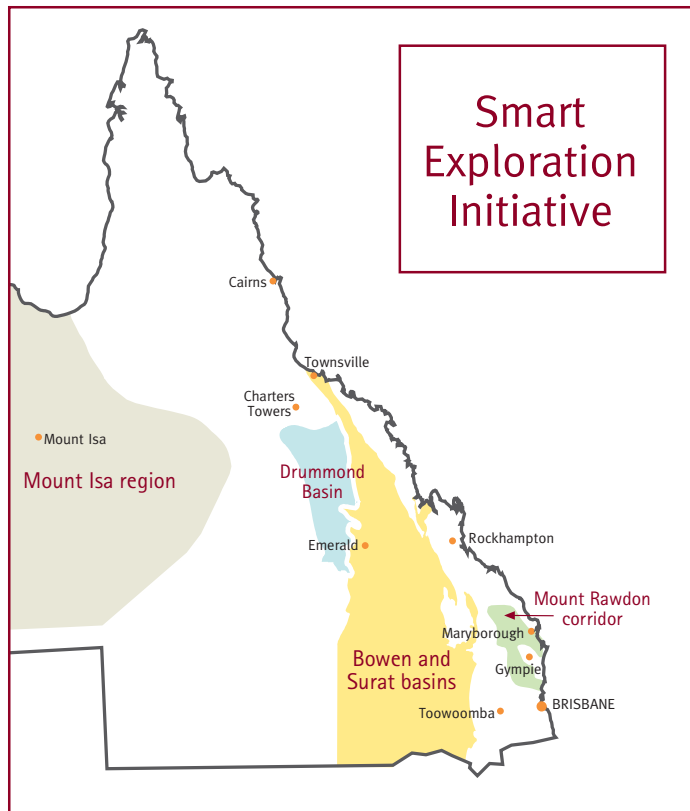 Smart
Exploration
Initiative
Cairns
Townsville
Charters
Towers
Mount Isa
Mount Isa region
Drummond
Basin
Emerald
Rockhampton
Mount Rawdon
corridor
Maryborough
Gympie
Bowen and
Surat basins
Toowoomba
BRISBANE